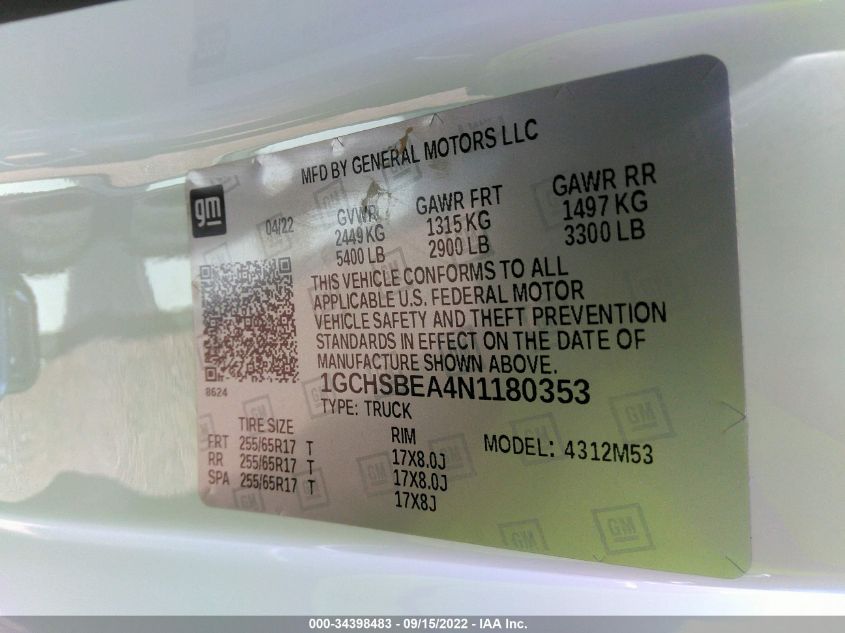 MFD BY GENERAL MOTORS LLC
gm
04/22
GVWR GAWR FRT GAWR RR
2449 KG 1315 KG 1497 KG
5400 LB 2900 LB 3300 LB
THIS VEHICLE CONFORMS TO ALL
APPLICABLE U.S. FEDERAL MOTOR
VEHICLE SAFETY AND THEFT PREVENTION
STANDARDS IN EFFECT ON THE DATE OF
MANUFACTURE SHOWN ABOVE.
8624
1GCHSBEA4N1180353
TYPE: TRUCK
TIRE SIZE RIM MODEL: 4312M53
FRT 255/65R17 T 17X8.0J
RR 255/65R17 T 17X8.0J
SPA 255/65R17 T 17X8J
GM
GM
GM
GM
000-34398483 - 09/15/2022 - IAA Inc.